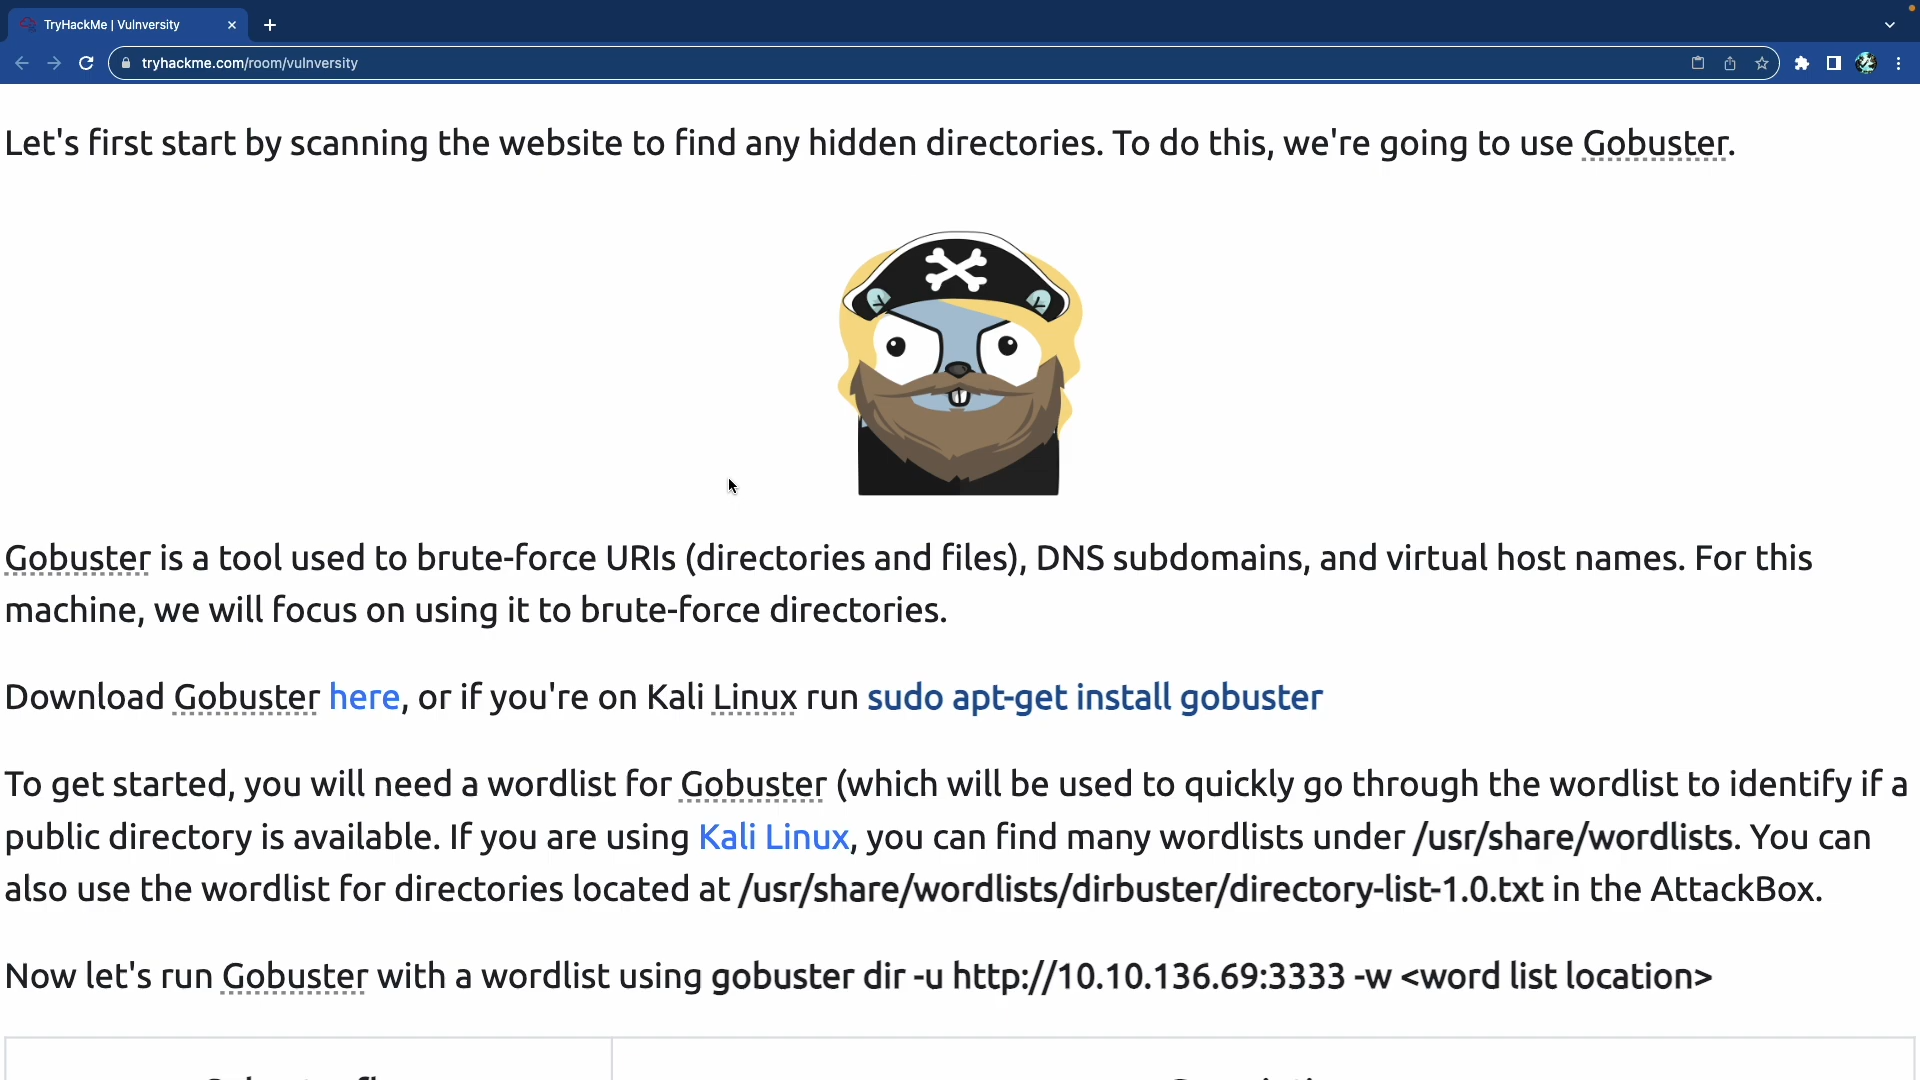 TryHackMe | Vulnversity
tryhackme.com/room/vulnversity
Let's first start by scanning the website to find any hidden directories. To do this, we're going to use Gobuster.
Gobuster is a tool used to brute-force URIs (directories and files), DNS subdomains, and virtual host names. For this
machine, we will focus on using it to brute-force directories.
Download Gobuster here, or if you're on Kali Linux run sudo apt-get install gobuster
To get started, you will need a wordlist for Gobuster (which will be used to quickly go through the wordlist to identify if a
public directory is available. If you are using Kali Linux, you can find many wordlists under /usr/share/wordlists. You can
also use the wordlist for directories located at /usr/share/wordlists/dirbuster/directory-list-1.0.txt in the AttackBox.
Now let's run Gobuster with a wordlist using gobuster dir -u http://10.10.136.69:3333 -w <word list location>